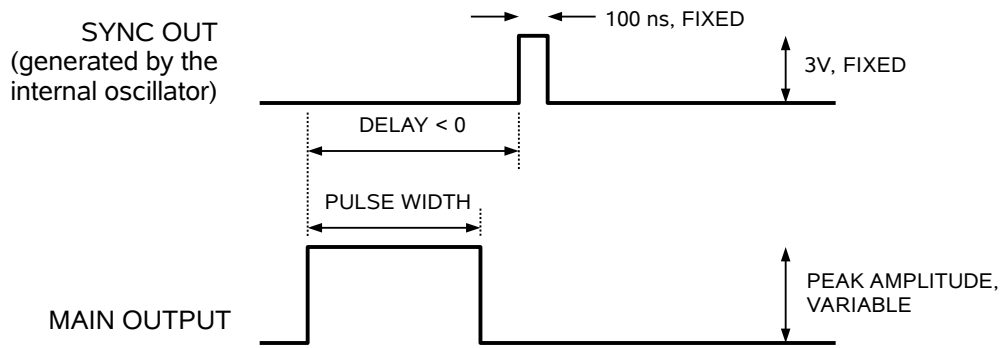 100 ns, FIXED
SYNC OUT
(generated by the
internal oscillator)
3V, FIXED
DELAY < 0
PULSE WIDTH
PEAK AMPLITUDE,
VARIABLE
MAIN OUTPUT